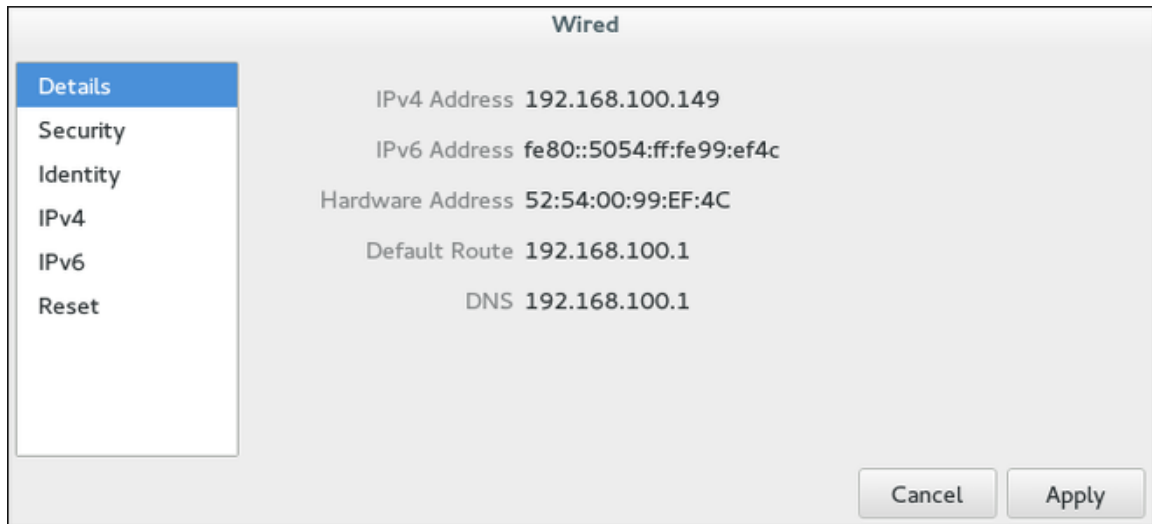 Wired
Details
Security
Identity
IPv4
IPv6
Reset
IPv4 Address 192.168.100.149
IPv6 Address fe80::5054:ff:fe99:ef4c
Hardware Address 52:54:00:99:EF:4C
Default Route 192.168.100.1
DNS 192.168.100.1
Cancel
Apply